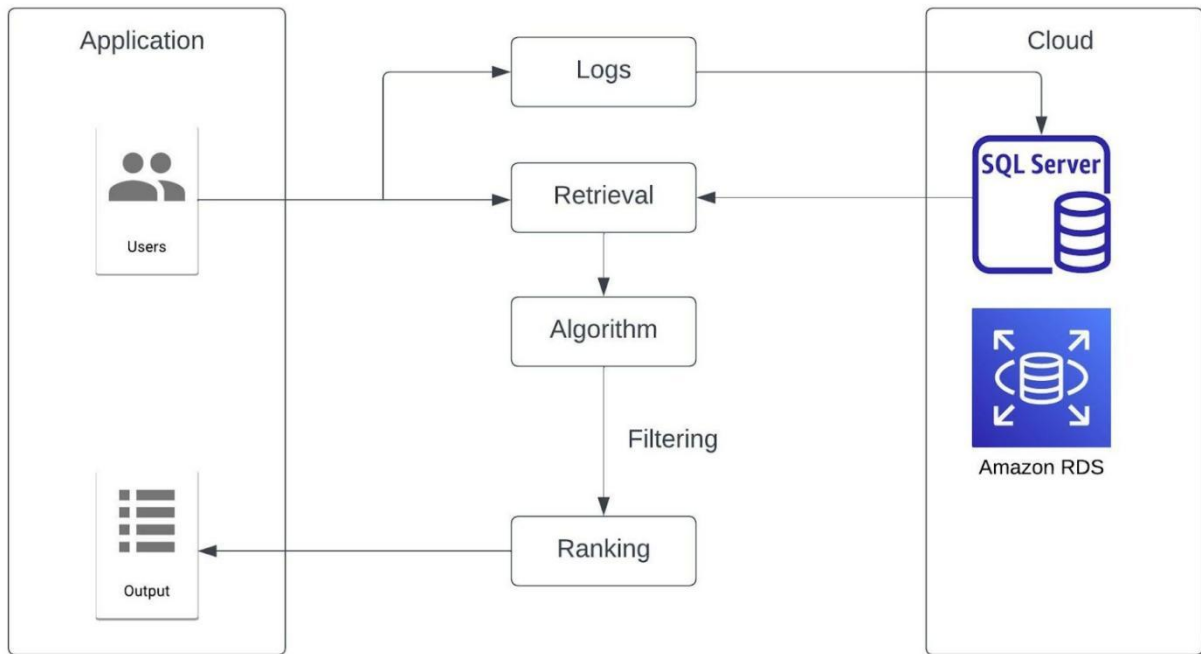 Application
Cloud
Logs
SQL Server
Retrieval
Users
Algorithm
Filtering
Amazon RDS
Ranking
Output